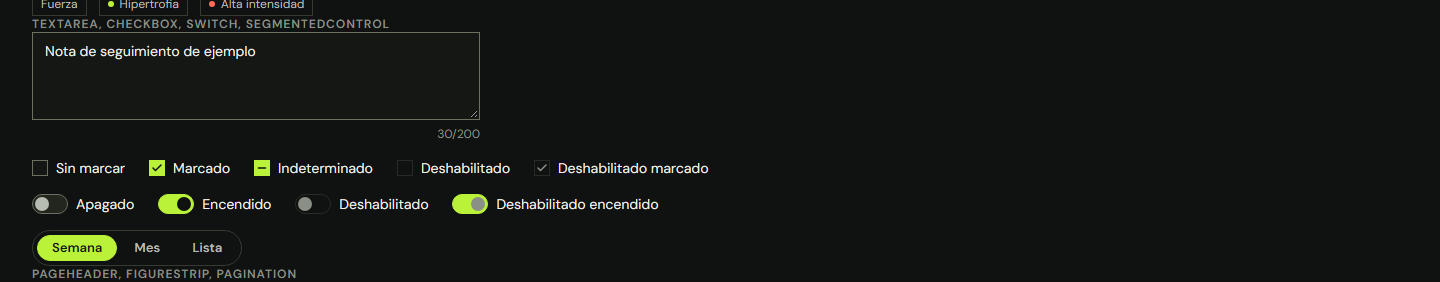 Fuerza Hipertrofia Alta intensidad
TEXTAREA, CHECKBOX, SWITCH, SEGMENTEDCONTROL
Nota de seguimiento de ejemplo
30/200
Sin marcar Marcado Indeterminado Deshabilitado Deshabilitado marcado
Apagado Encendido Deshabilitado Deshabilitado encendido
Semana Mes Lista
PAGEHEADER, FIGURESTRIP, PAGINATION